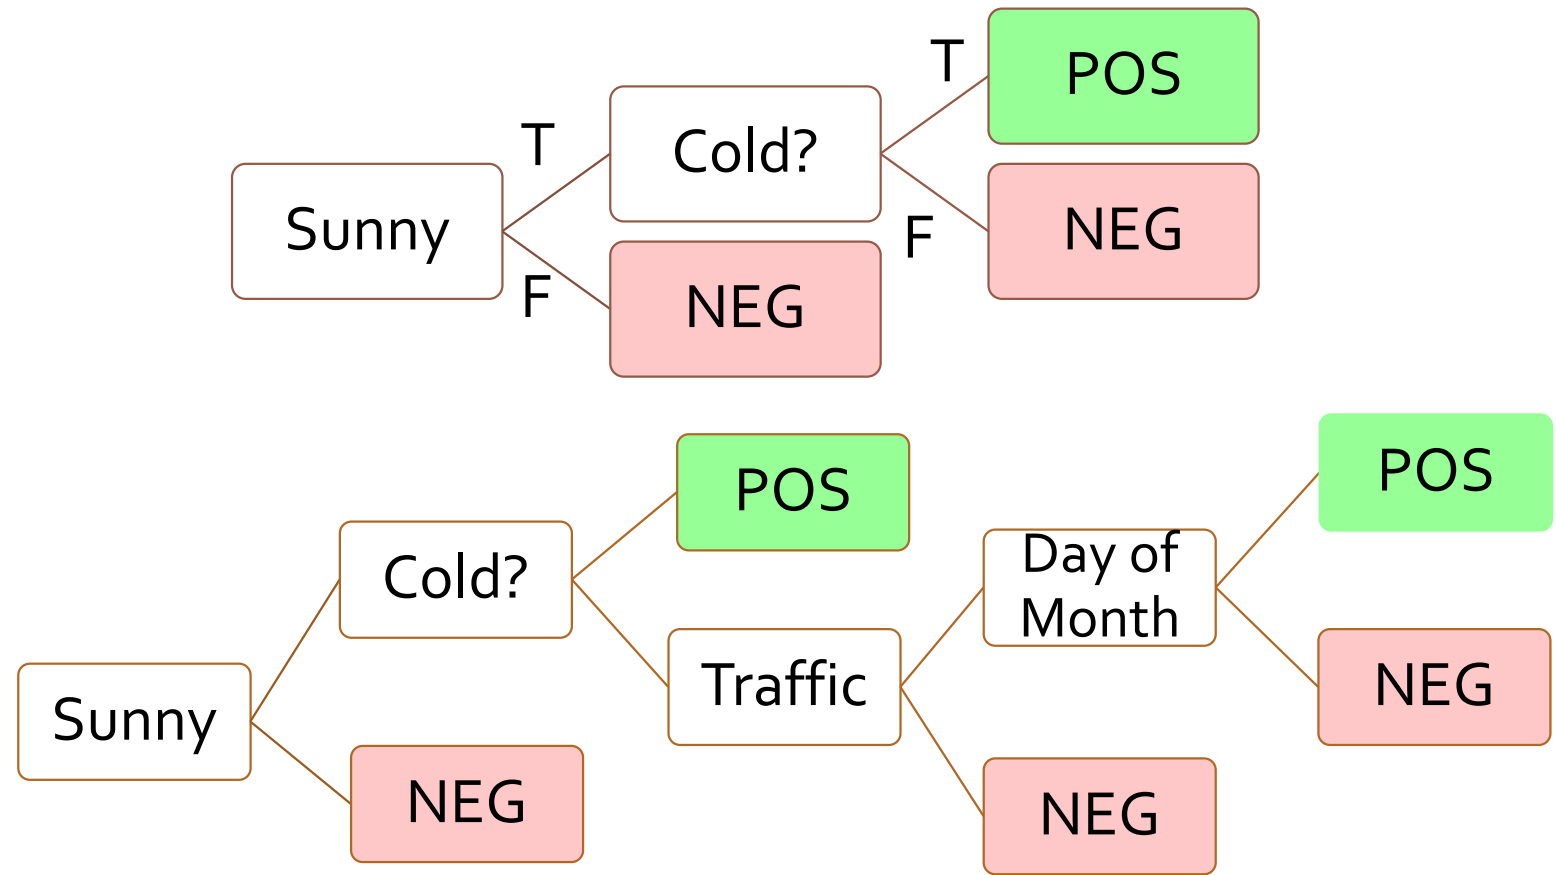 T
POS
T
Cold?
Sunny
F
NEG
F
NEG
POS
POS
Cold?
Day of
Month
Sunny
Traffic
NEG
NEG
NEG